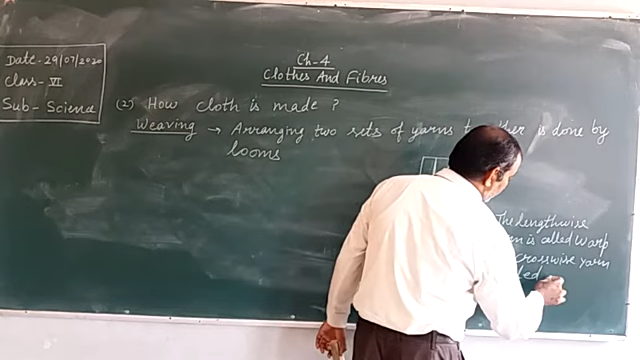 Date- 29/07/2020
Class- VI
Sub- Science
Ch-4
Clothes And Fibres
(2) How cloth is made ?
Weaving → Arranging two sets of yarns is done by
looms
The lengthwise
is called Warp
Crosswise yarn